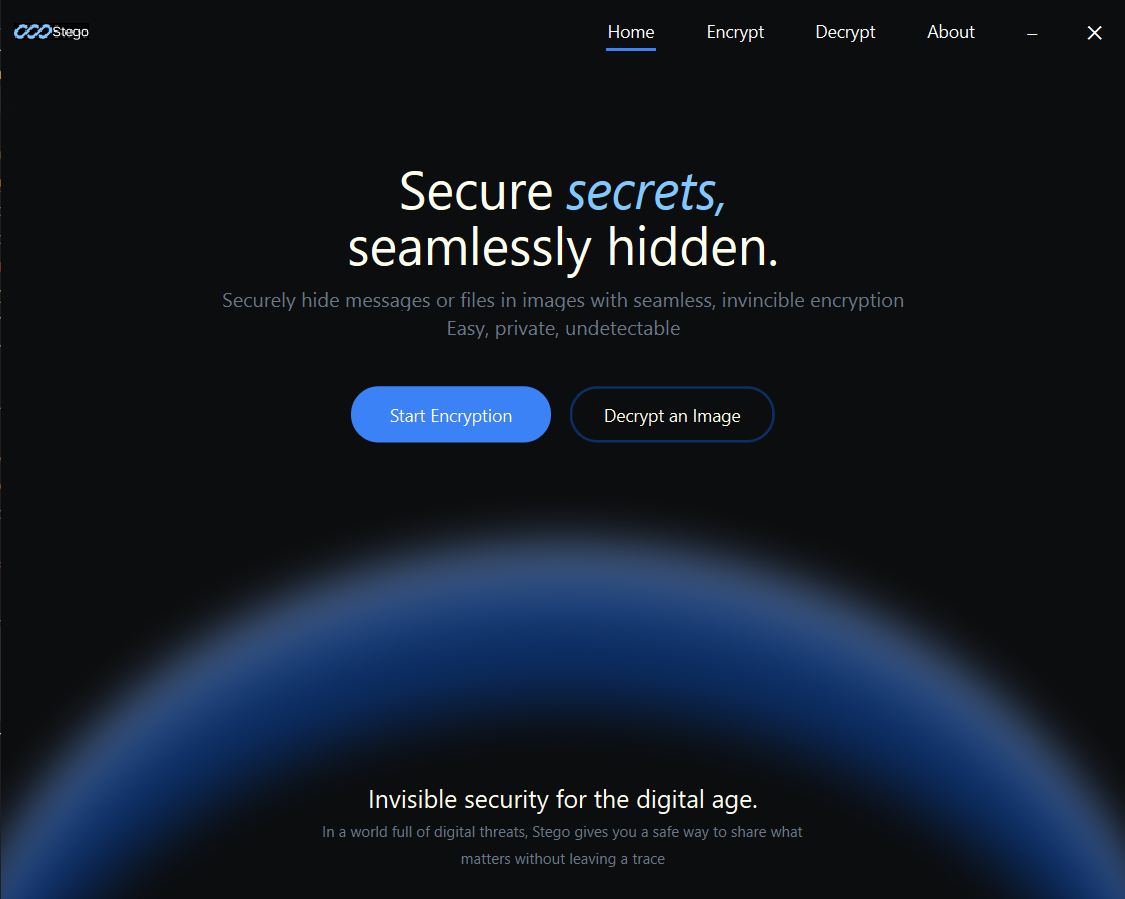 Stego
Home
Encrypt
Decrypt
About
Secure secrets,
seamlessly hidden.
Securely hide messages or files in images with seamless, invincible encryption
Easy, private, undetectable
Start Encryption
Decrypt an Image
Invisible security for the digital age.
In a world full of digital threats, Stego gives you a safe way to share what
matters without leaving a trace